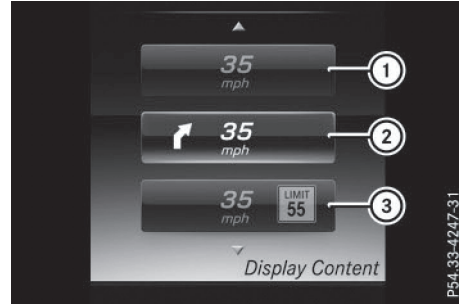 35
mph
1
35
mph
2
35
mph
LIMIT
55
3
Display Content
P54.33-4247-31